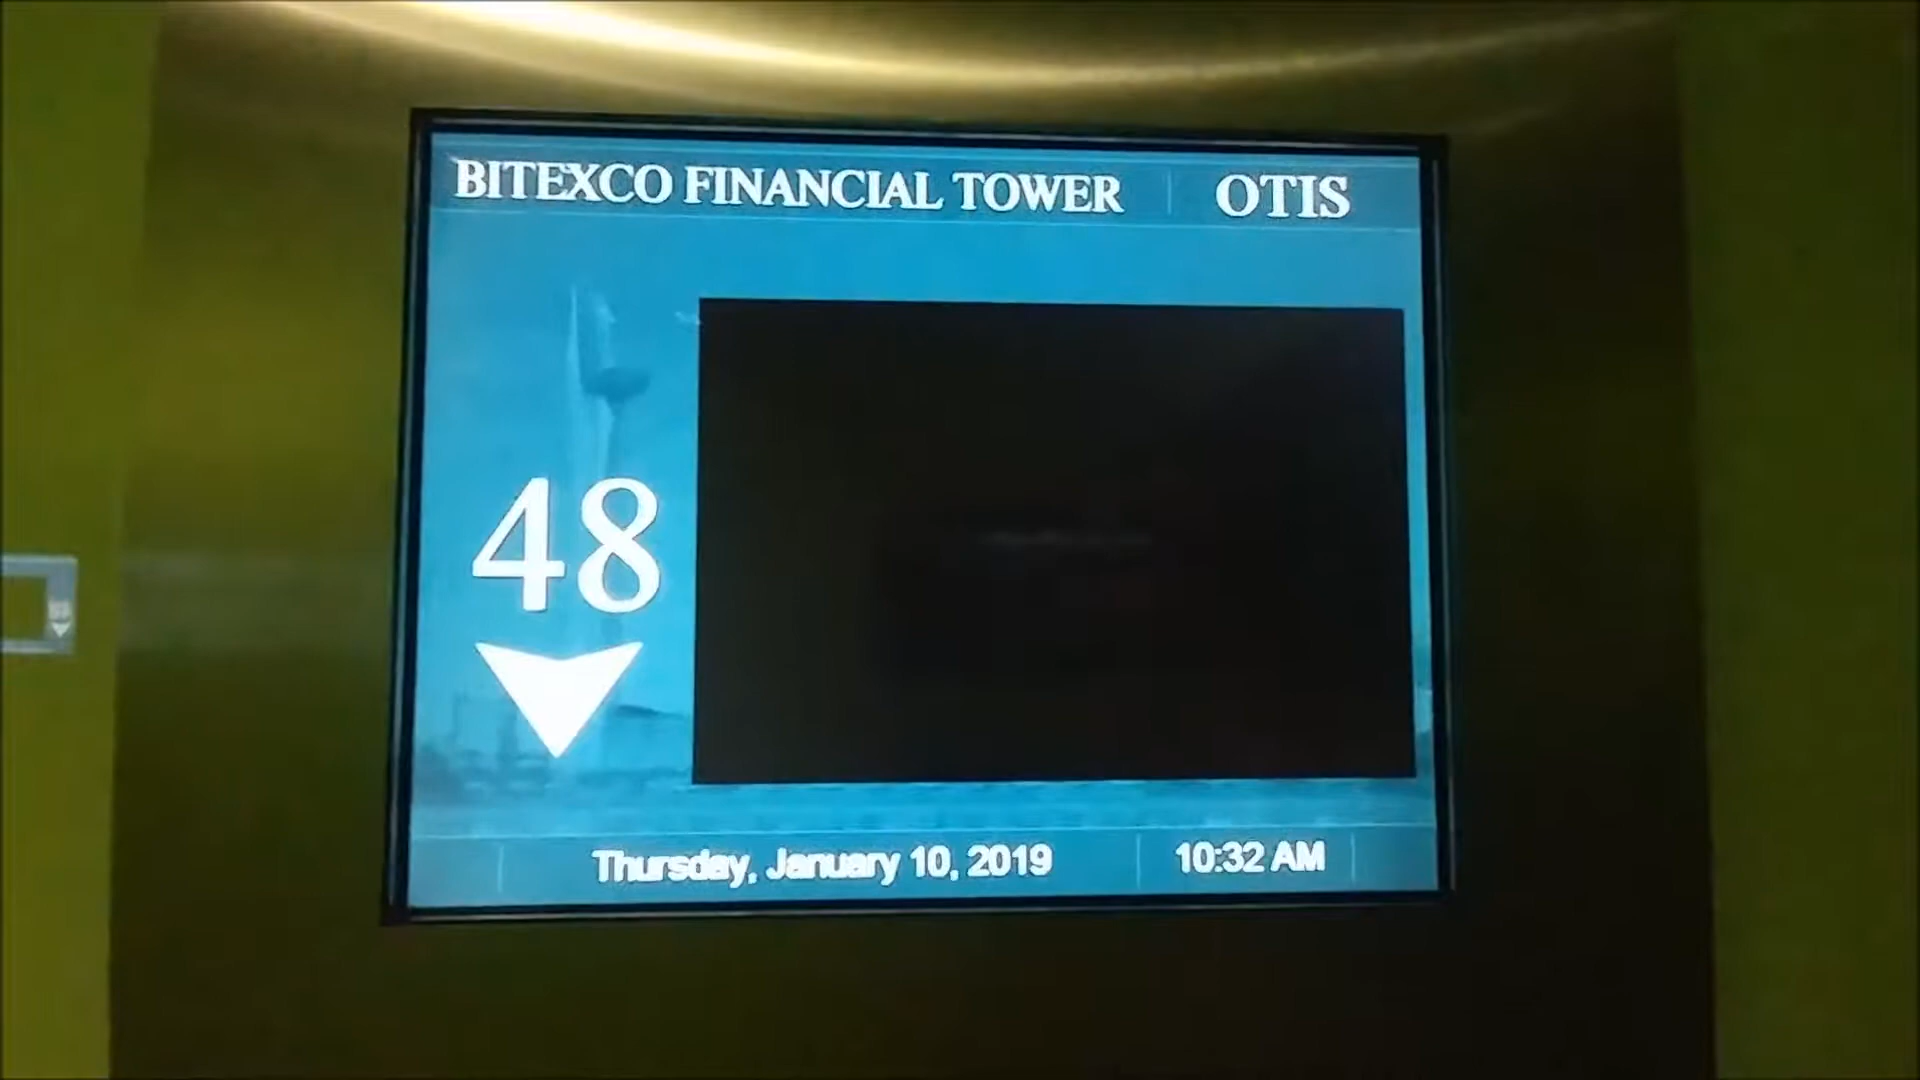 BITEXCO FINANCIAL TOWER OTIS
48
Thursday, January 10, 2019 10:32 AM